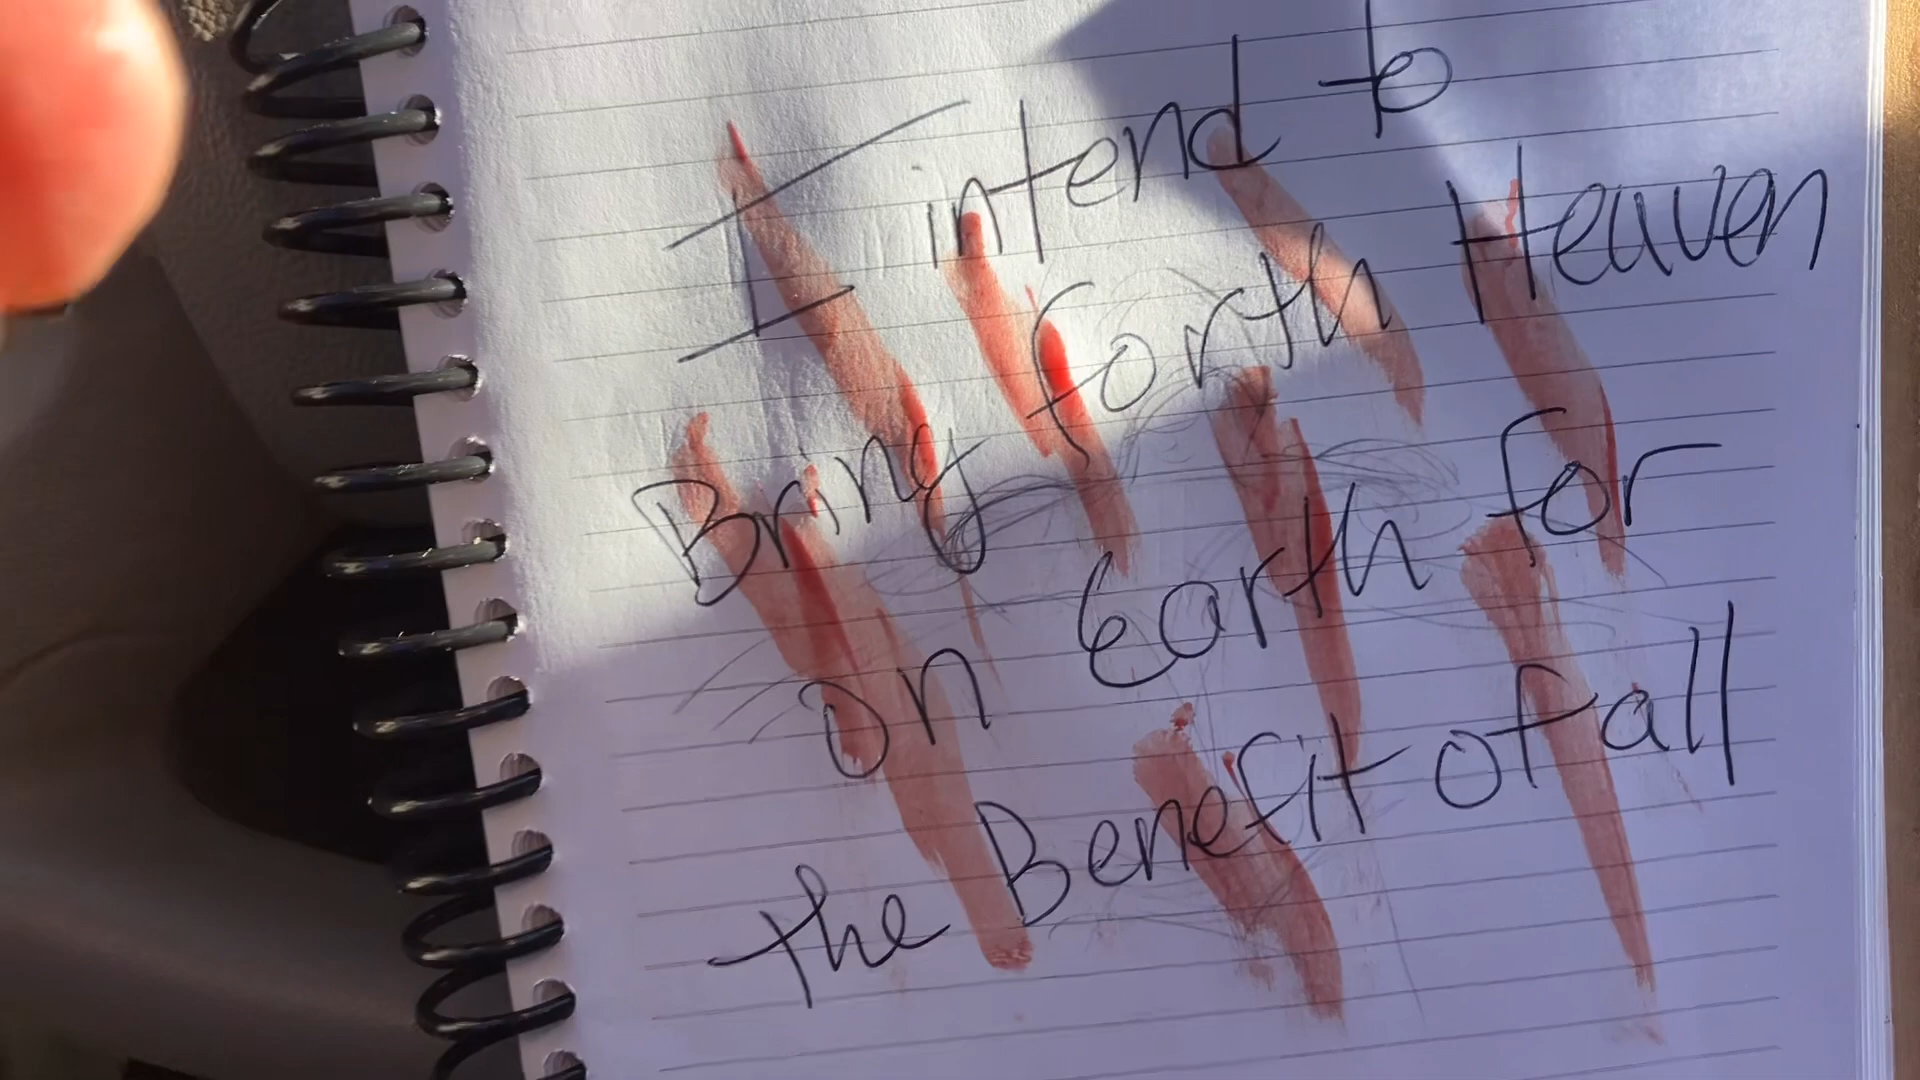 I intend to
Bring forth Heaven
on Earth for
the Benefit of all